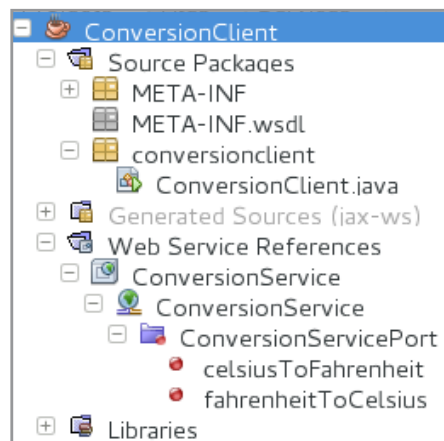 ConversionClient
Source Packages
META-INF
META-INF.wsdl
conversionclient
ConversionClient.java
Generated Sources (jax-ws)
Web Service References
ConversionService
ConversionService
ConversionServicePort
celsiusToFahrenheit
fahrenheitToCelsius
Libraries